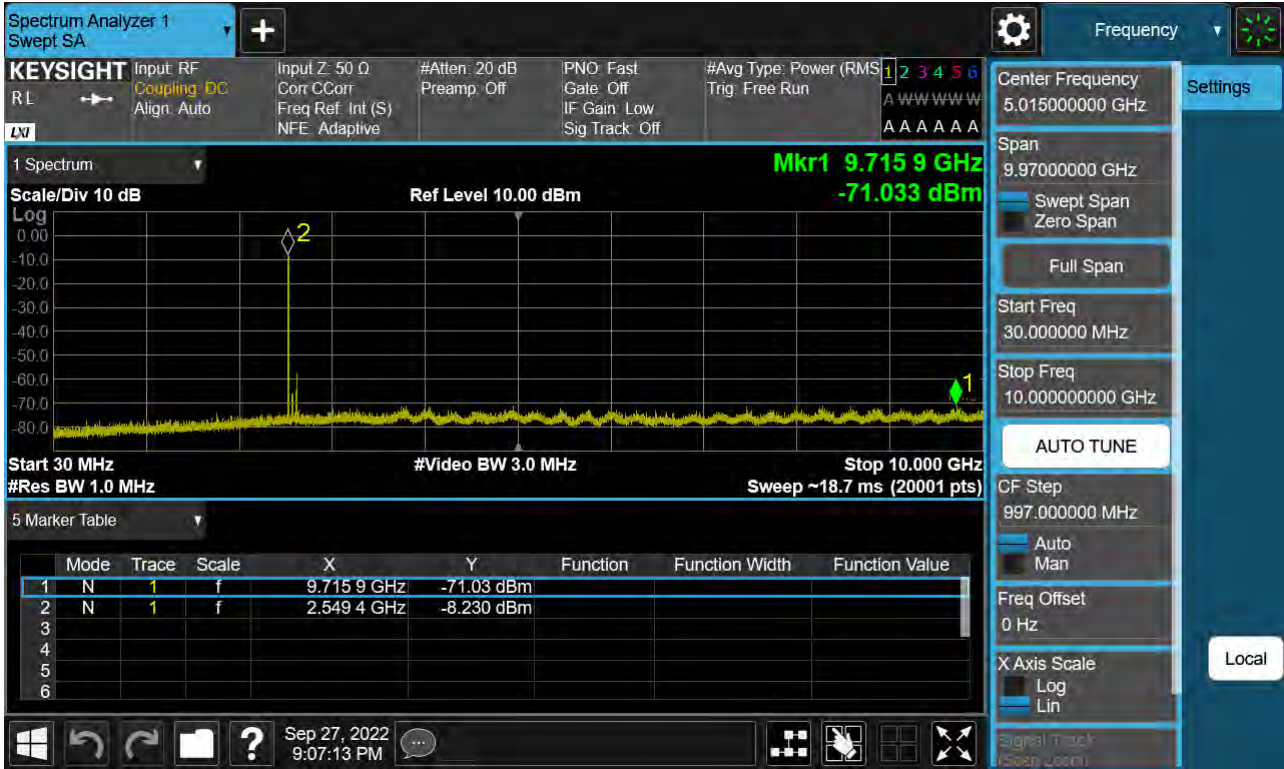 Spectrum Analyzer 1
Swept SA
+
Frequency
KEYSIGHT
RL
LXI
Input: RF
Coupling: DC
Align: Auto
Input Z: 50 Ω
Corr CCorr
Freq Ref: Int (S)
NFE: Adaptive
#Atten: 20 dB
Preamp: Off
PNO: Fast
Gate: Off
IF Gain: Low
Sig Track: Off
#Avg Type: Power (RMS
Trig: Free Run
1 2 3 4 5 6
A W W W W W
A A A A A A
1 Spectrum
Scale/Div 10 dB
Ref Level 10.00 dBm
Mkr1 9.715 9 GHz
-71.033 dBm
Log
0.00
-10.0
-20.0
-30.0
-40.0
-50.0
-60.0
-70.0
-80.0
2
1
Start 30 MHz
#Video BW 3.0 MHz
Stop 10.000 GHz
#Res BW 1.0 MHz
Sweep ~18.7 ms (20001 pts)
5 Marker Table
Mode Trace Scale X Y Function Function Width Function Value
1 N 1 f 9.715 9 GHz -71.03 dBm
2 N 1 f 2.549 4 GHz -8.230 dBm
3
4
5
6
Center Frequency
5.015000000 GHz
Settings
Span
9.97000000 GHz
Swept Span
Zero Span
Full Span
Start Freq
30.000000 MHz
Stop Freq
10.000000000 GHz
AUTO TUNE
CF Step
997.000000 MHz
Auto
Man
Freq Offset
0 Hz
X Axis Scale
Log
Lin
Local
Signal Track
(Span Zoom)
?
Sep 27, 2022
9:07:13 PM